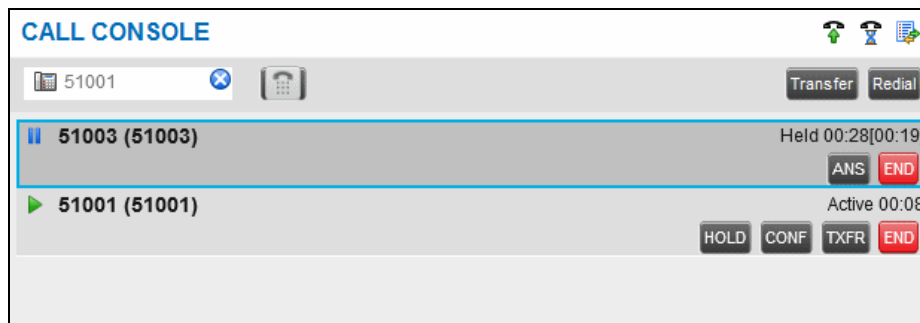 CALL CONSOLE
51001
Transfer Redial
51003 (51003) Held 00:28[00:19
ANS END
51001 (51001) Active 00:08
HOLD CONF TXFR END